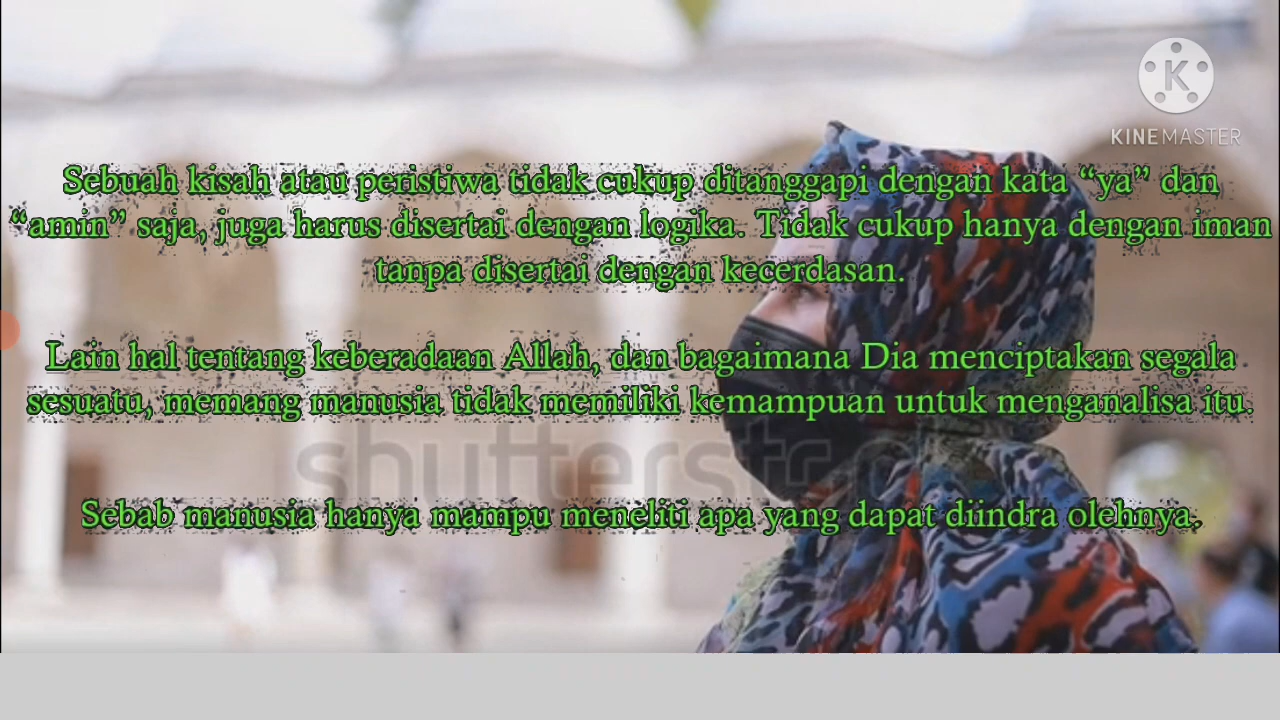 KINEMASTER
Sebuah kisah atau peristiwa tidak cukup ditanggapi dengan kata “ya” dan
“amin” saja, juga harus disertai dengan logika. Tidak cukup hanya dengan iman
tanpa disertai dengan kecerdasan.
Lain hal tentang keberadaan Allah, dan bagaimana Dia menciptakan segala
sesuatu, memang manusia tidak memiliki kemampuan untuk menganalisa itu.
shutterst
Sebab manusia hanya mampu meneliti apa yang dapat diindra olehnya.